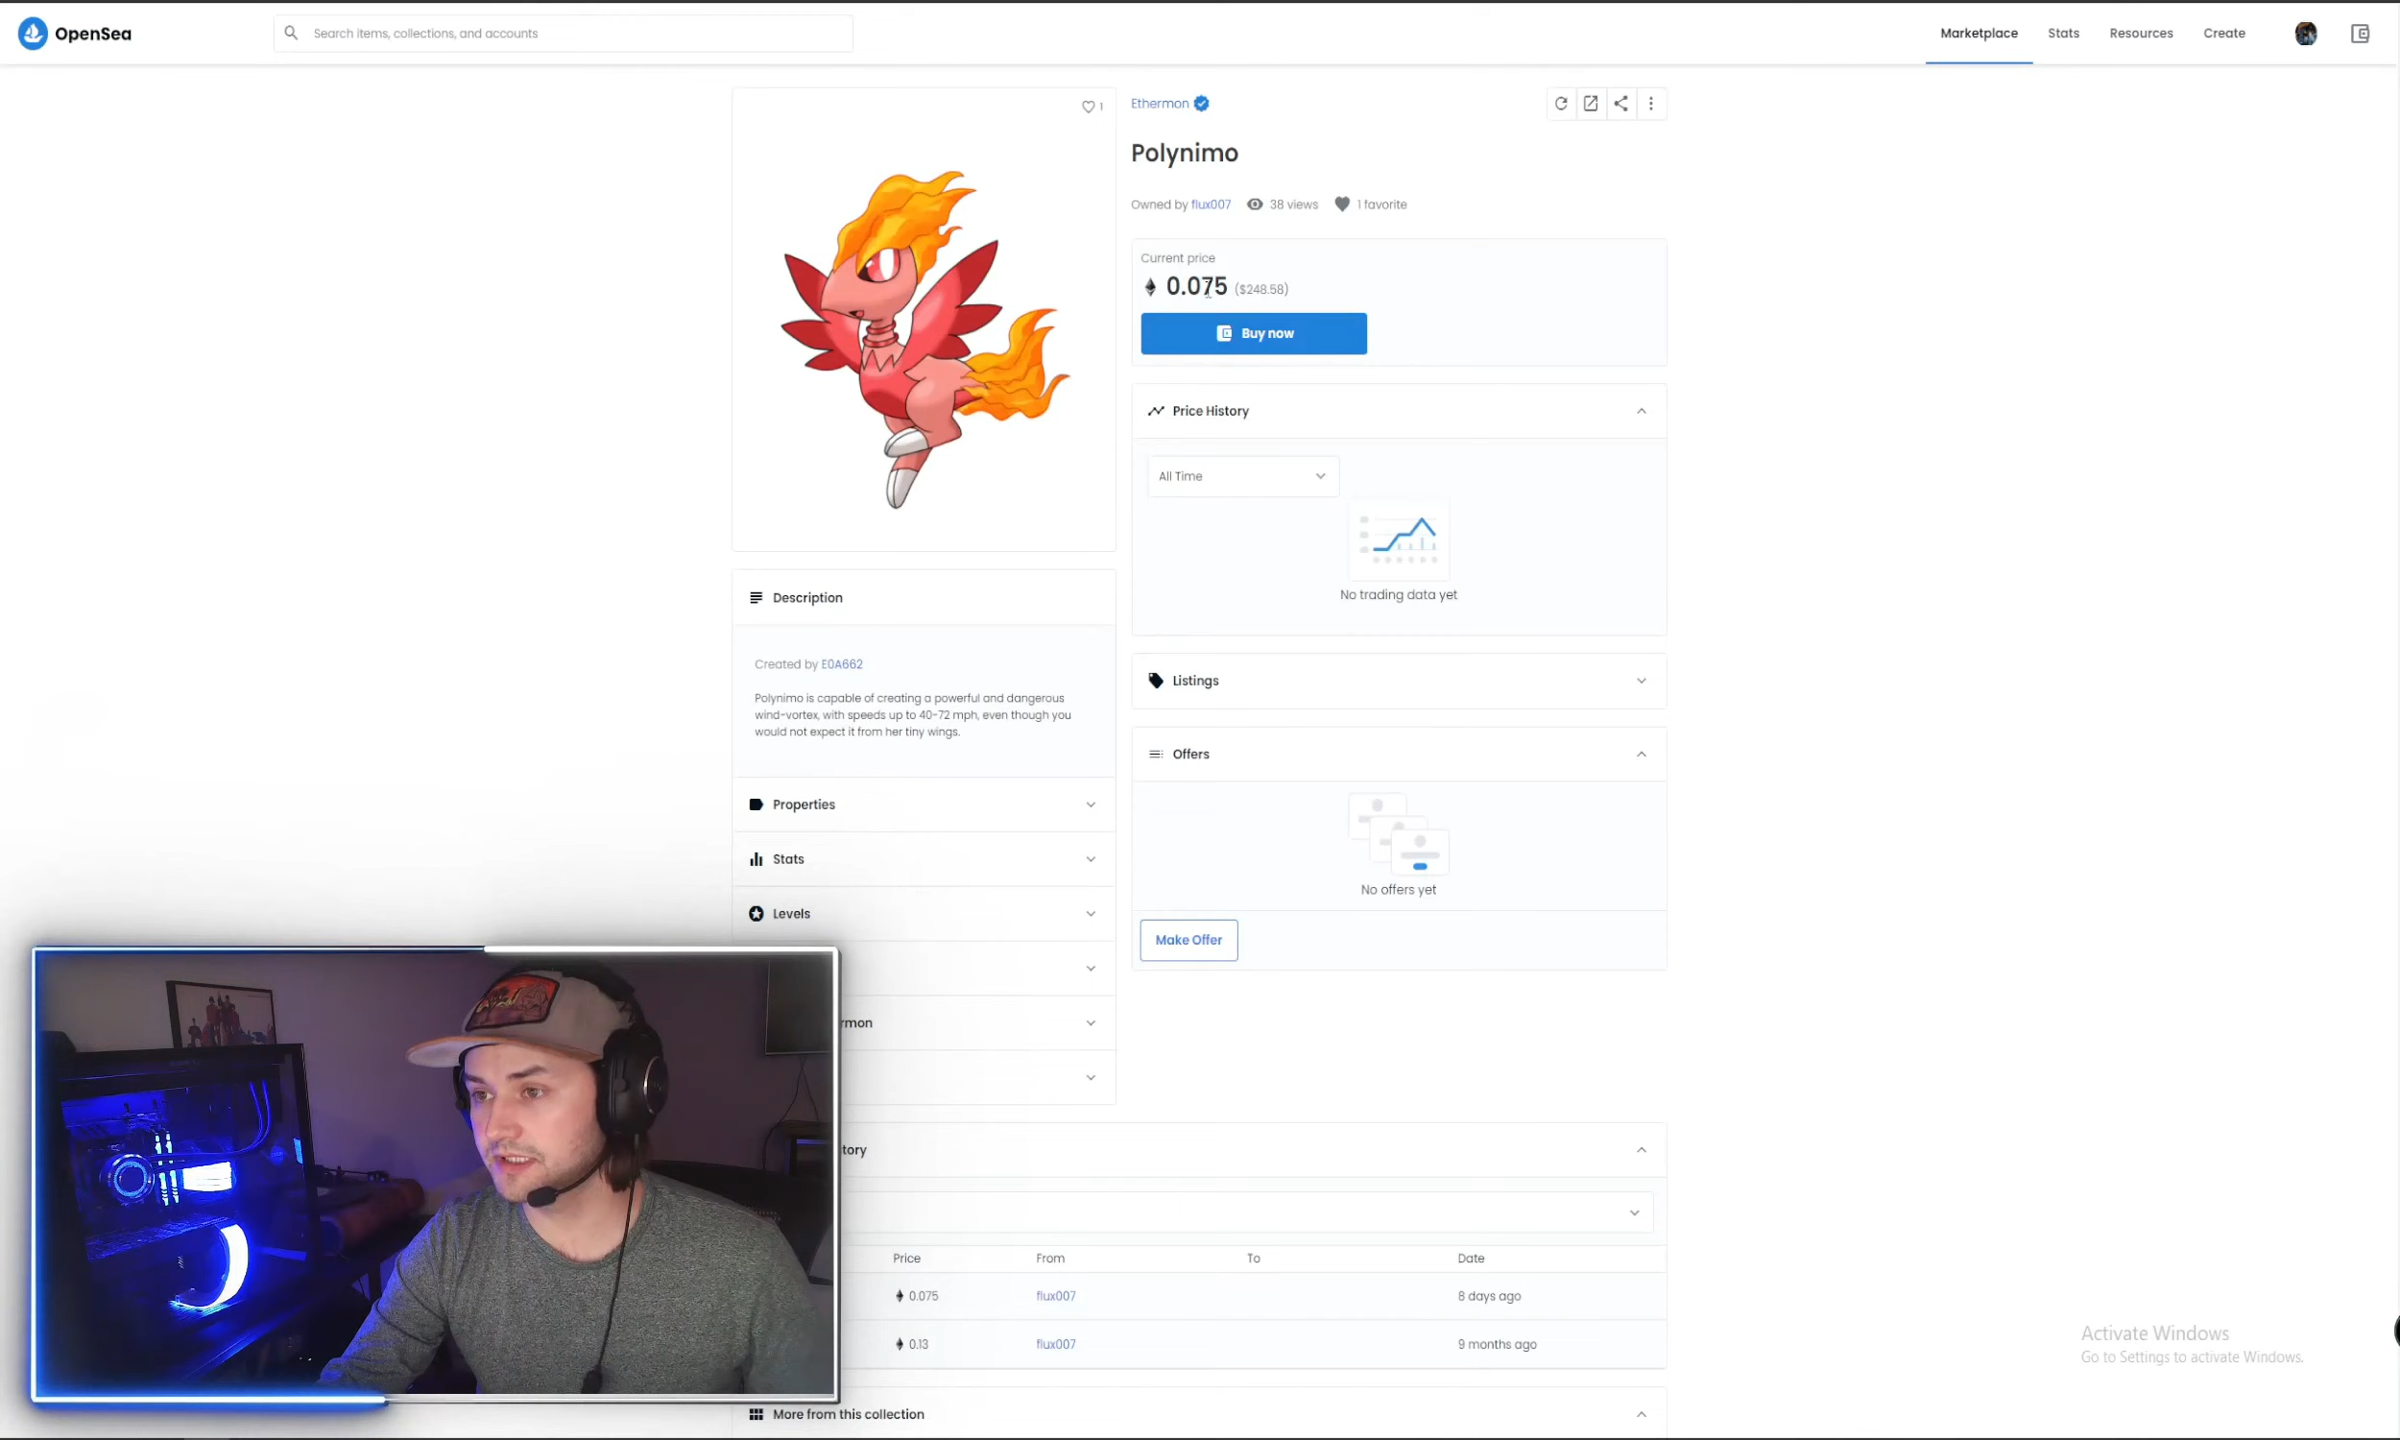 OpenSea
Search items, collections, and accounts
Marketplace
Stats
Resources
Create
1
Ethermon
Polynimo
Owned by flux007
38 views
1 favorite
Current price
0.075 ($248.58)
Buy now
Price History
All Time
No trading data yet
Description
Created by E0A662
Polynimo is capable of creating a powerful and dangerous
wind-vortex, with speeds up to 40-72 mph, even though you
would not expect it from her tiny wings.
Properties
Stats
Levels
rmon
Listings
Offers
No offers yet
Make Offer
tory
Price From To Date
0.075 flux007 8 days ago
0.13 flux007 9 months ago
More from this collection
Activate Windows
Go to Settings to activate Windows.